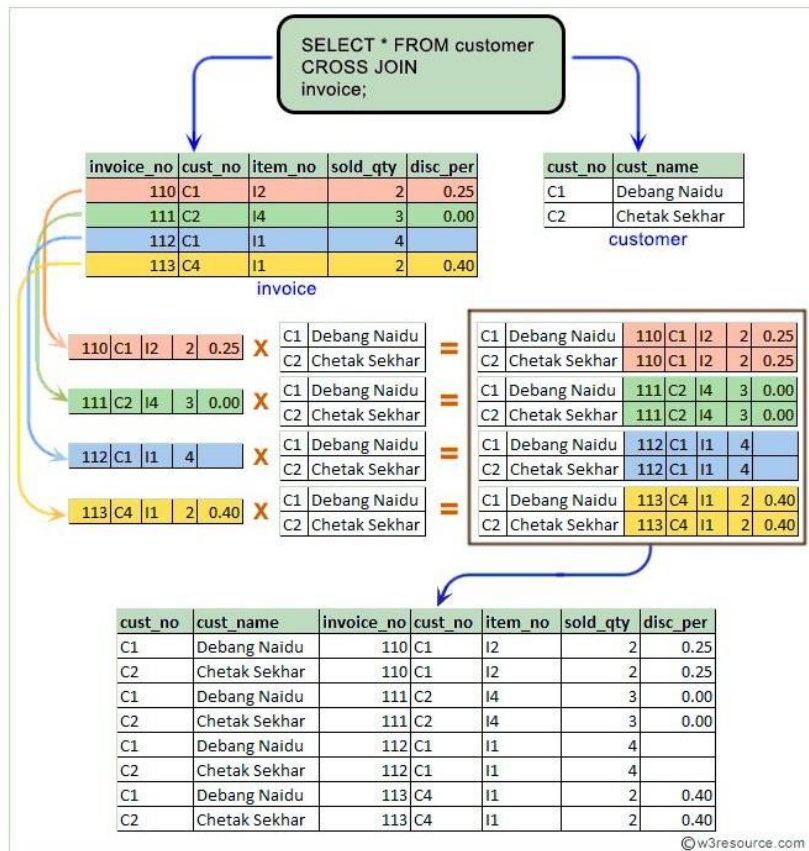 SELECT * FROM customer
CROSS JOIN
invoice;
invoice_no cust_no item_no sold_qty disc_per
110 C1 I2 2 0.25
111 C2 I4 3 0.00
112 C1 I1 4
113 C4 I1 2 0.40
invoice
cust_no cust_name
C1 Debang Naidu
C2 Chetak Sekhar
customer
110 C1 I2 2 0.25 X C1 Debang Naidu = C1 Debang Naidu 110 C1 I2 2 0.25
C2 Chetak Sekhar C2 Chetak Sekhar 110 C1 I2 2 0.25
111 C2 I4 3 0.00 X C1 Debang Naidu = C1 Debang Naidu 111 C2 I4 3 0.00
C2 Chetak Sekhar C2 Chetak Sekhar 111 C2 I4 3 0.00
112 C1 I1 4 X C1 Debang Naidu = C1 Debang Naidu 112 C1 I1 4
C2 Chetak Sekhar C2 Chetak Sekhar 112 C1 I1 4
113 C4 I1 2 0.40 X C1 Debang Naidu = C1 Debang Naidu 113 C4 I1 2 0.40
C2 Chetak Sekhar C2 Chetak Sekhar 113 C4 I1 2 0.40
cust_no cust_name invoice_no cust_no item_no sold_qty disc_per
C1 Debang Naidu 110 C1 I2 2 0.25
C2 Chetak Sekhar 110 C1 I2 2 0.25
C1 Debang Naidu 111 C2 I4 3 0.00
C2 Chetak Sekhar 111 C2 I4 3 0.00
C1 Debang Naidu 112 C1 I1 4
C2 Chetak Sekhar 112 C1 I1 4
C1 Debang Naidu 113 C4 I1 2 0.40
C2 Chetak Sekhar 113 C4 I1 2 0.40
©w3resource.com